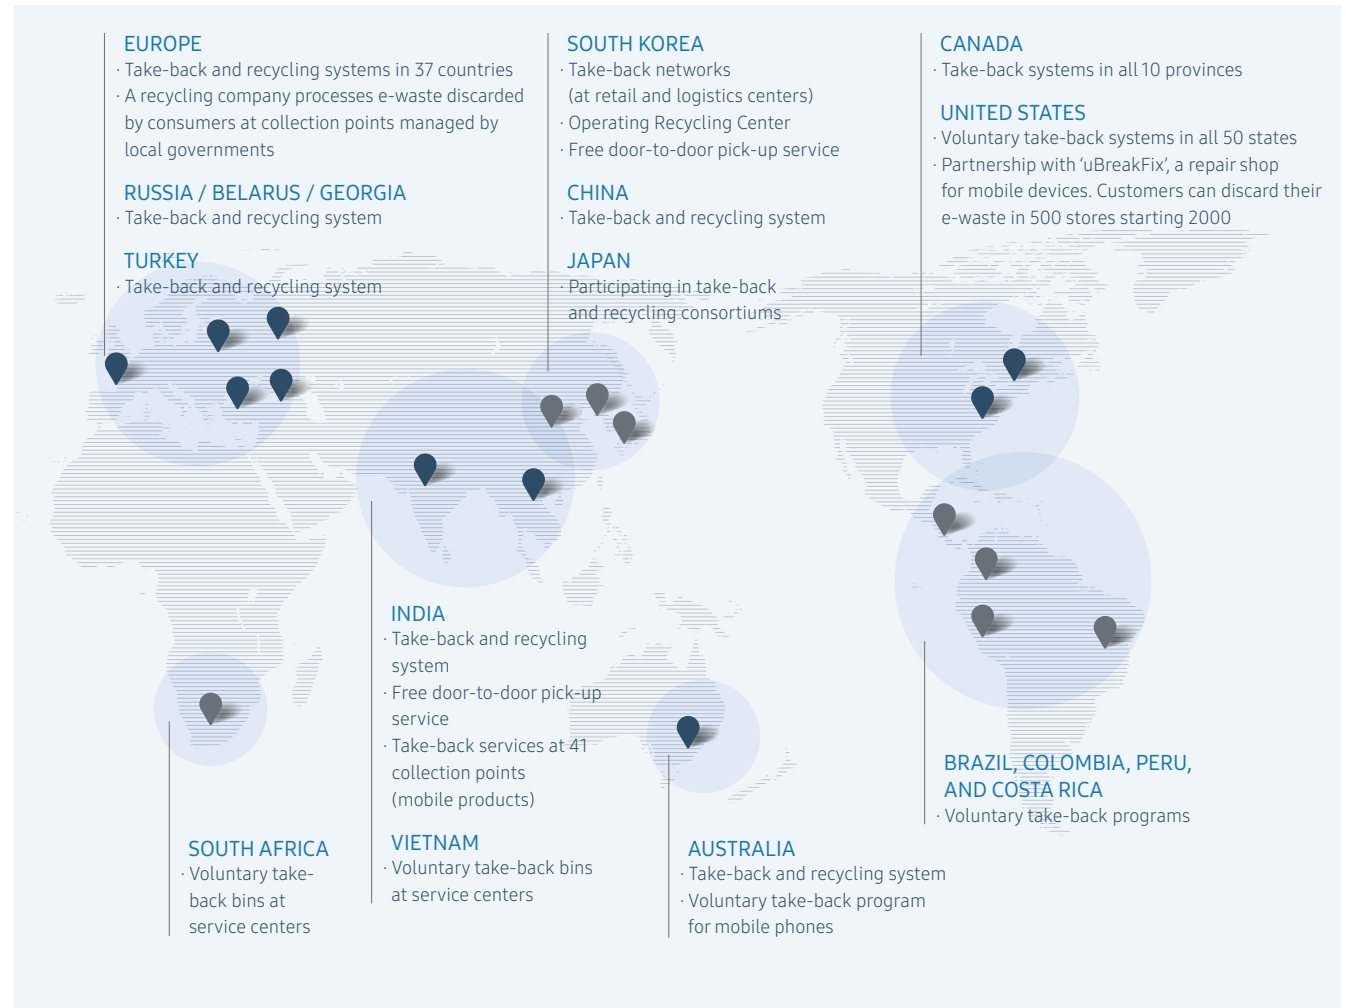 EUROPE
· Take-back and recycling systems in 37 countries
· A recycling company processes e-waste discarded
by consumers at collection points managed by
local governments
RUSSIA / BELARUS / GEORGIA
· Take-back and recycling system
TURKEY
· Take-back and recycling system
SOUTH KOREA
· Take-back networks
(at retail and logistics centers)
· Operating Recycling Center
· Free door-to-door pick-up service
CHINA
· Take-back and recycling system
JAPAN
· Participating in take-back
and recycling consortiums
CANADA
· Take-back systems in all 10 provinces
UNITED STATES
· Voluntary take-back systems in all 50 states
· Partnership with ‘uBreakFix’, a repair shop
for mobile devices. Customers can discard their
e-waste in 500 stores starting 2000
SOUTH AFRICA
· Voluntary take-
back bins at
service centers
INDIA
· Take-back and recycling
system
· Free door-to-door pick-up
service
· Take-back services at 41
collection points
(mobile products)
VIETNAM
· Voluntary take-back bins
at service centers
AUSTRALIA
· Take-back and recycling system
· Voluntary take-back program
for mobile phones
BRAZIL, COLOMBIA, PERU,
AND COSTA RICA
· Voluntary take-back programs